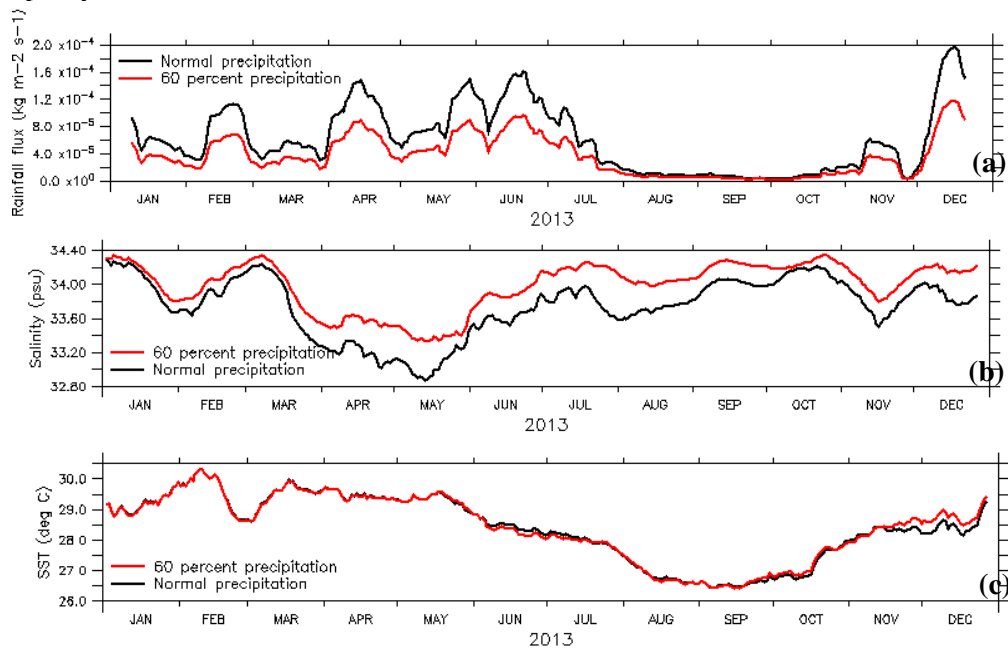 Rainfall flux (kg m-2 s-1)
2.0 x10⁻⁴
1.6 x10⁻⁴
1.2 x10⁻⁴
8.0 x10⁻⁵
4.0 x10⁻⁵
0.0 x10⁰
Normal precipitation
60 percent precipitation
(a)
JAN FEB MAR APR MAY JUN JUL AUG SEP OCT NOV DEC
2013
Salinity (psu)
34.40
34.00
33.60
33.20
32.80
60 percent precipitation
Normal precipitation
(b)
JAN FEB MAR APR MAY JUN JUL AUG SEP OCT NOV DEC
2013
SST (deg C)
30.0
29.0
28.0
27.0
26.0
60 percent precipitation
Normal precipitation
(c)
JAN FEB MAR APR MAY JUN JUL AUG SEP OCT NOV DEC
2013